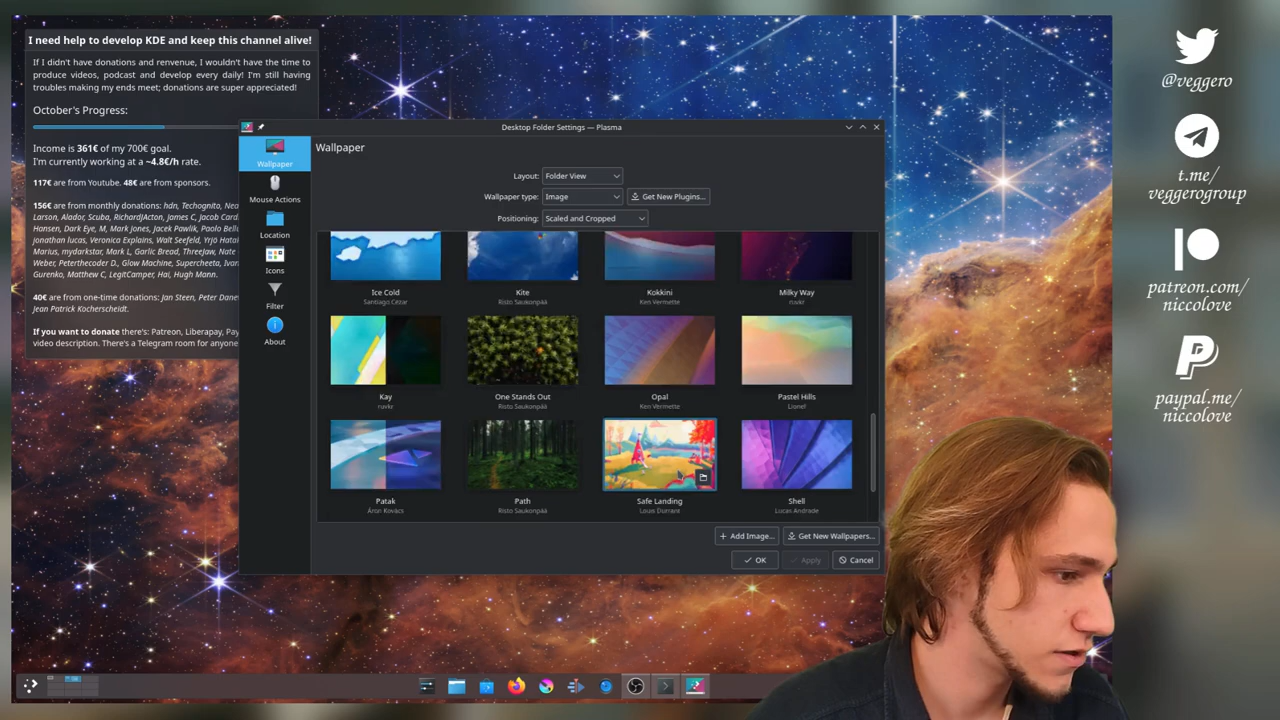 I need help to develop KDE and keep this channel alive!
If I didn't have donations and renvenue, I wouldn't have the time to
produce videos, podcast and develop every daily! I'm still having
troubles making my ends meet; donations are super appreciated!
October's Progress:
Income is 361€ of my 700€ goal.
I'm currently working at a ~4.8€/h rate.
117€ are from Youtube. 48€ are from sponsors.
156€ are from monthly donations: hdn, Techognito,
Larson, Alador, Scuba, RichardJActon, James C, Jacob
Hansen, Dark Eye, M, Mark Jones, Jacek Pawlik, Paolo
Jonathan lucas, Veronica Explains, Walt Seefeld, Yrjö
Marius, mydarkstar, Mark L, Garlic Bread, ThreeJaw, Nate
Weber, Peterthecoder D., Glow Machine, Supercheeta,
Gurenko, Matthew C, LegitCamper, Hai, Hugh Mann.
40€ are from one-time donations: Jan Steen, Peter
Jean Patrick Kocherscheidt.
If you want to donate there's: Patreon, Liberapay,
video description. There's a Telegram room for anyone
Desktop Folder Settings — Plasma
Wallpaper
Mouse Actions
Location
Icons
Filter
About
Wallpaper
Layout: Folder View
Wallpaper type: Image Get New Plugins...
Positioning: Scaled and Cropped
Ice Cold Kite Kokkini Milky Way
Santiago Cézar Risto Saukonpää Ken Vermette ruvkr
Kay One Stands Out Opal Pastel Hills
ruvkr Risto Saukonpää Ken Vermette Lionel
Patak Path Safe Landing Shell
Áron Kovács Risto Saukonpää Louis Durrant Lucas Andrade
Add Image... Get New Wallpapers...
OK Apply Cancel
@veggero
t.me/
veggerogroup
patreon.com/
niccolove
paypal.me/
niccolove